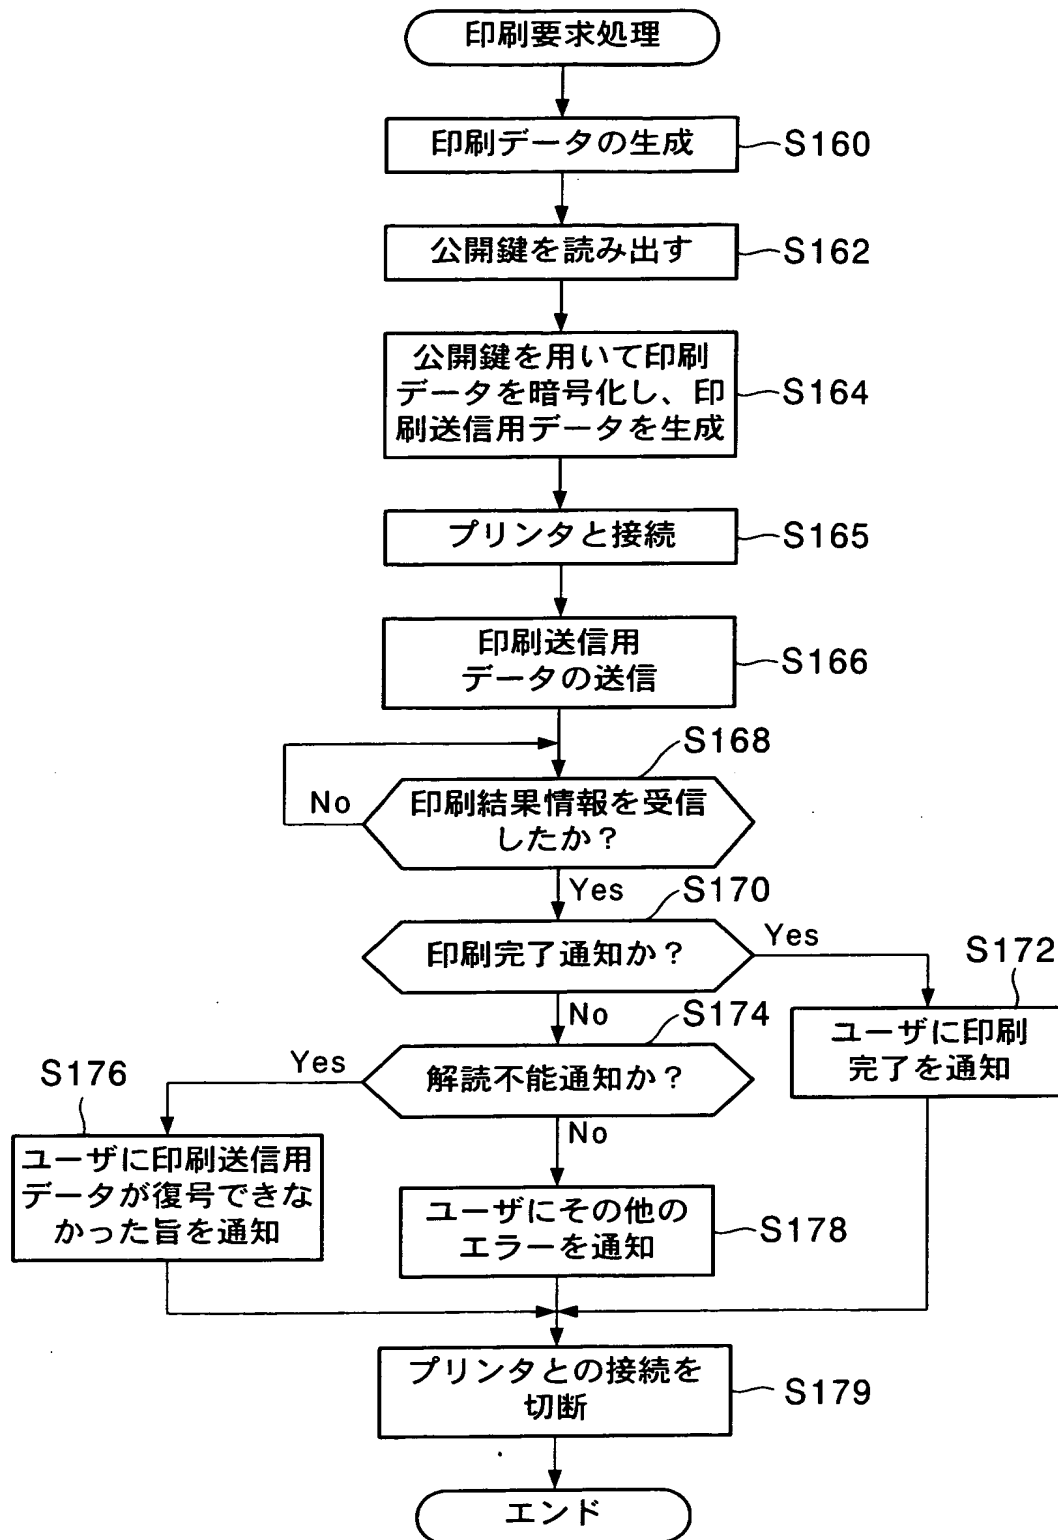 印刷要求処理
印刷データの生成
S160
公開鍵を読み出す
S162
公開鍵を用いて印刷
データを暗号化し、印
刷送信用データを生成
S164
プリンタと接続
S165
印刷送信用
データの送信
S166
S168
No
印刷結果情報を受信
したか？
Yes
S170
印刷完了通知か？
Yes
S172
No
S174
ユーザに印刷
完了を通知
S176
Yes
解読不能通知か？
No
ユーザに印刷送信用
データが復号できな
かった旨を通知
ユーザにその他の
エラーを通知
S178
プリンタとの接続を
切断
S179
エンド